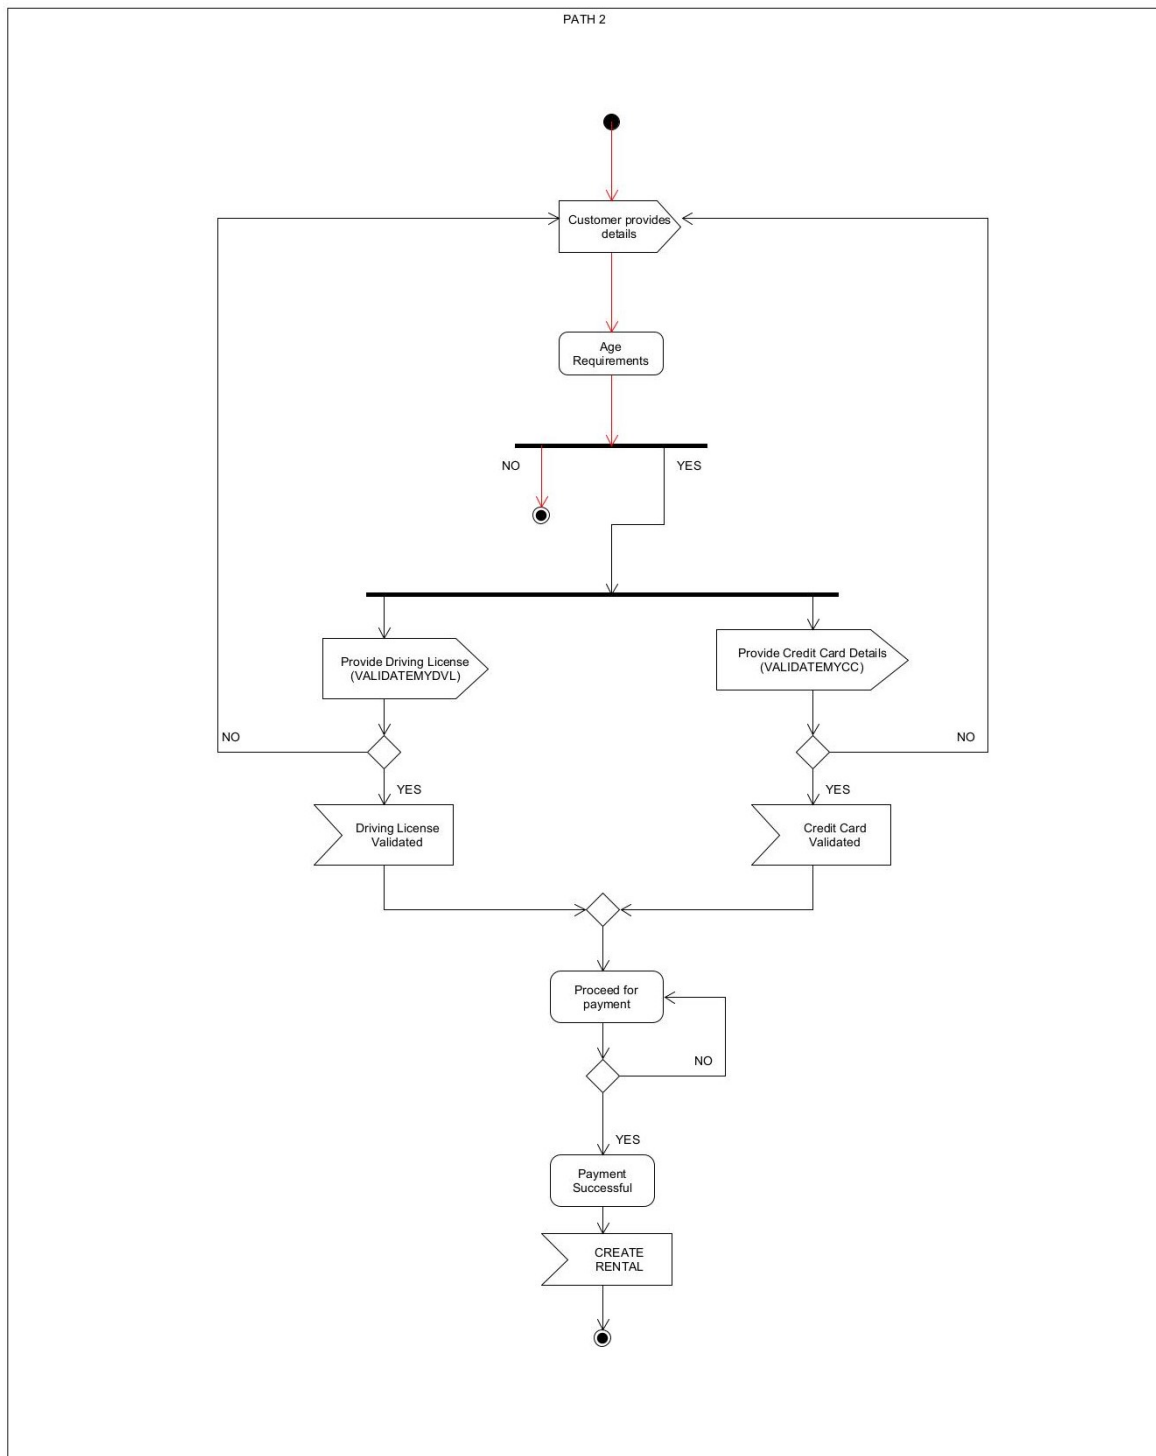 PATH 2
Customer provides
details
Age
Requirements
NO
YES
Provide Driving License
(VALIDATEMYDVL)
Provide Credit Card Details
(VALIDATEMYCC)
NO
NO
YES
YES
Driving License
Validated
Credit Card
Validated
Proceed for
payment
NO
YES
Payment
Successful
CREATE
RENTAL